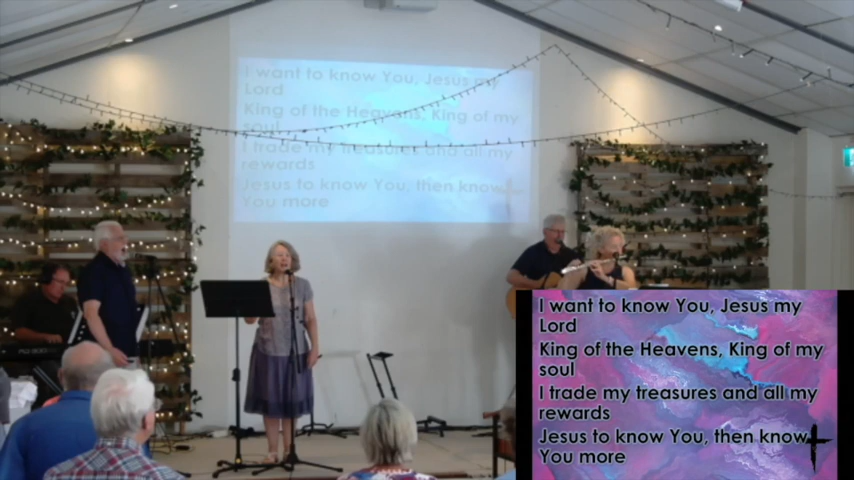 I want to know You, Jesus my
Lord
King of the Heavens, King of my
soul
I trade my treasures and all my
rewards
Jesus to know You, then know
You more
I want to know You, Jesus my
Lord
King of the Heavens, King of my
soul
I trade my treasures and all my
rewards
Jesus to know You, then know
You more